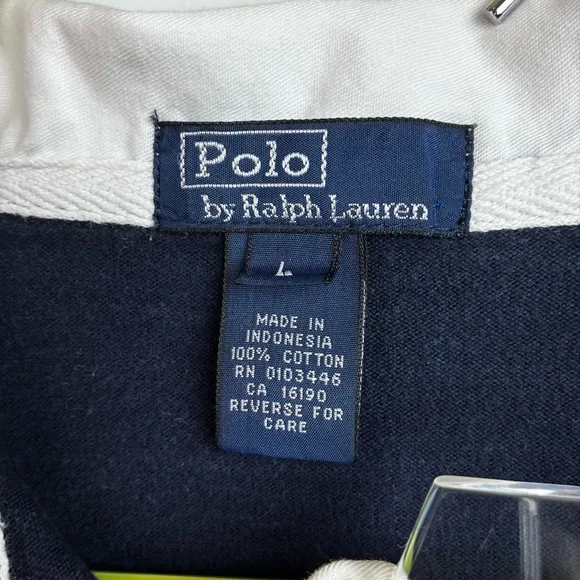 Polo
by Ralph Lauren
MADE IN
INDONESIA
100% COTTON
RN 0103446
CA 16190
REVERSE FOR
CARE